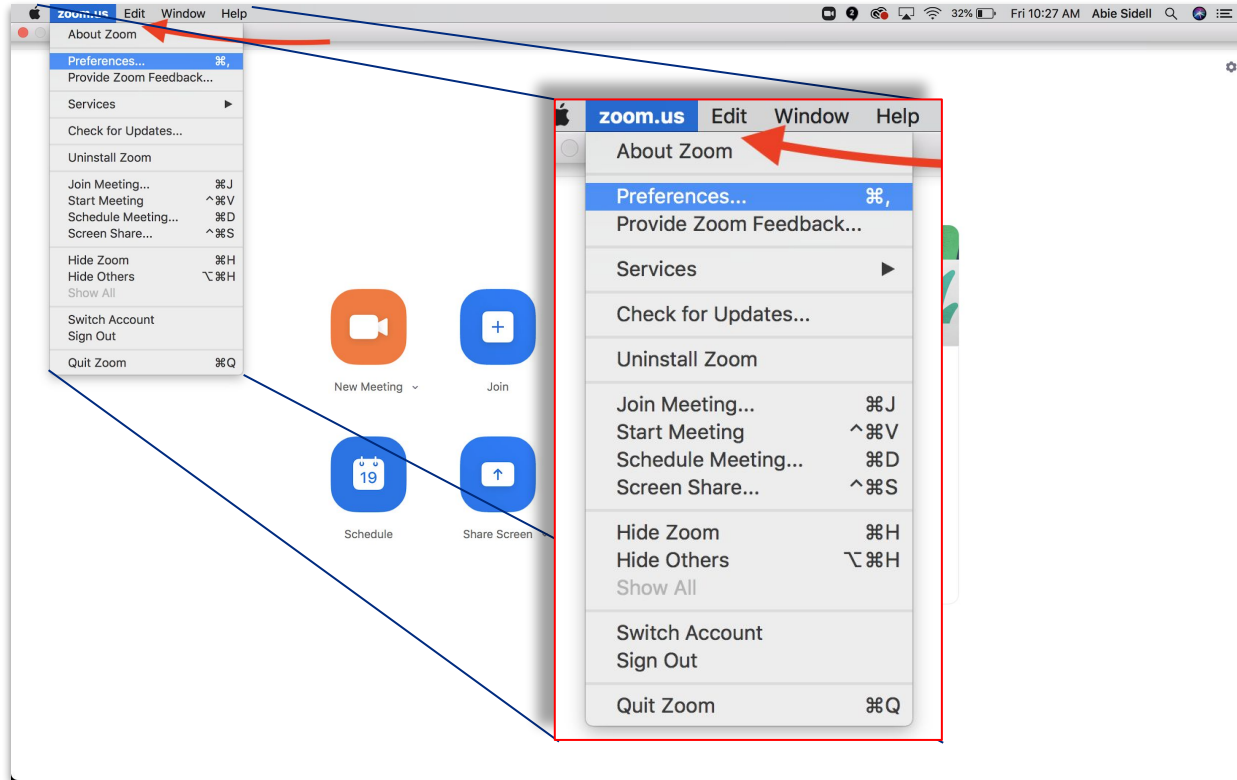 zoom.us Edit Window Help 2 32% Fri 10:27 AM Abie Sidell
About Zoom
Preferences... ⌘,
Provide Zoom Feedback...
Services ▶
Check for Updates...
Uninstall Zoom
Join Meeting... ⌘J
Start Meeting ^⌘V
Schedule Meeting... ⌘D
Screen Share... ^⌘S
Hide Zoom ⌘H
Hide Others ⌥⌘H
Show All
Switch Account
Sign Out
Quit Zoom ⌘Q
New Meeting
Join
19
Schedule
Share Screen
zoom.us Edit Window Help
About Zoom
Preferences... ⌘,
Provide Zoom Feedback...
Services ▶
Check for Updates...
Uninstall Zoom
Join Meeting... ⌘J
Start Meeting ^⌘V
Schedule Meeting... ⌘D
Screen Share... ^⌘S
Hide Zoom ⌘H
Hide Others ⌥⌘H
Show All
Switch Account
Sign Out
Quit Zoom ⌘Q